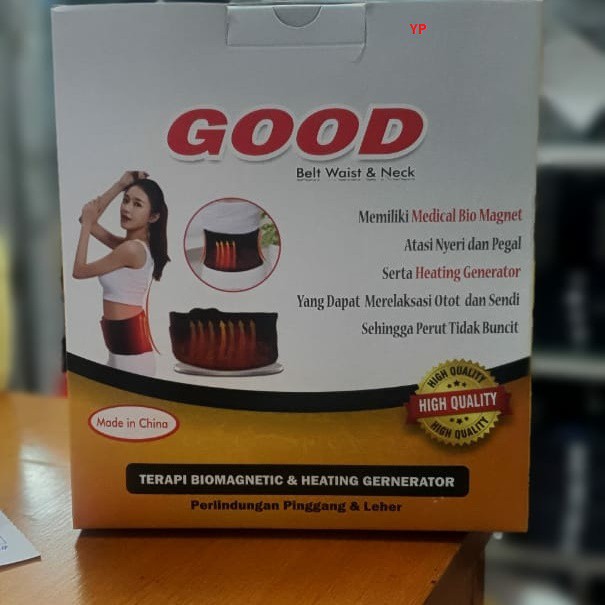 YP
GOOD
Belt Waist & Neck
Memiliki Medical Bio Magnet
Atasi Nyeri dan Pegal
Serta Heating Generator
Yang Dapat Merelaksasi Otot dan Sendi
Sehingga Perut Tidak Buncit
HIGH QUALITY
HIGH QUALITY
HIGH QUALITY
Made in China
TERAPI BIOMAGNETIC & HEATING GERNERATOR
Perlindungan Pinggang & Leher